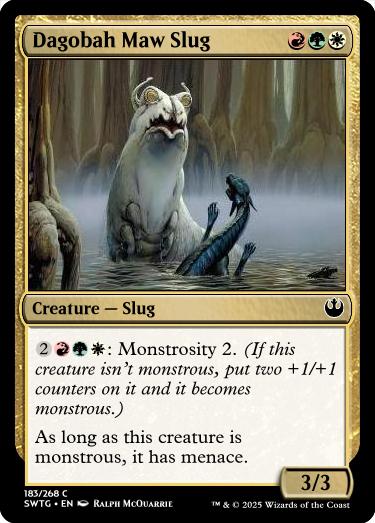 Dagobah Maw Slug
Creature — Slug
2: Monstrosity 2. (If this
creature isn't monstrous, put two +1/+1
counters on it and it becomes
monstrous.)
As long as this creature is
monstrous, it has menace.
3/3
183/268 C
SWTG • EN Ralph McQuarrie
™ & © 2025 Wizards of the Coast